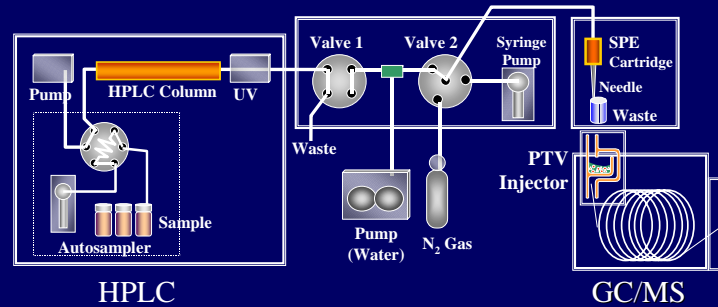 Valve 1
Valve 2
Syringe
Pump
SPE
Cartridge
Needle
Waste
Pump
HPLC Column
UV
Waste
PTV
Injector
Sample
Autosampler
Pump
(Water)
N2 Gas
HPLC
GC/MS